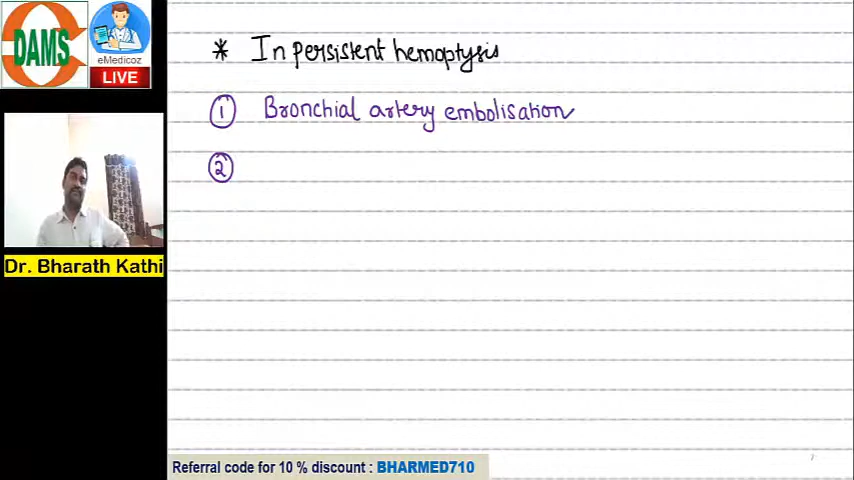 DAMS
eMedicoz
LIVE
* In persistent hemoptysis
① Bronchial artery embolisation
②
Dr. Bharath Kathi
Referral code for 10 % discount : BHARMED710
7